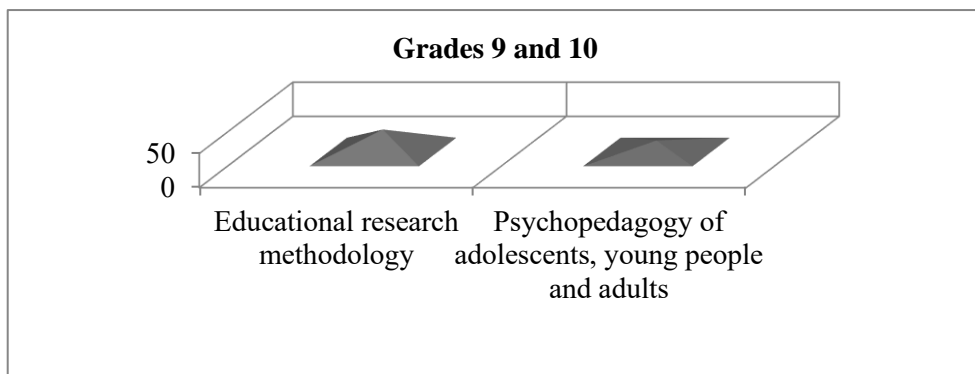 Grades 9 and 10
50
0
Educational research
methodology
Psychopedagogy of
adolescents, young people
and adults